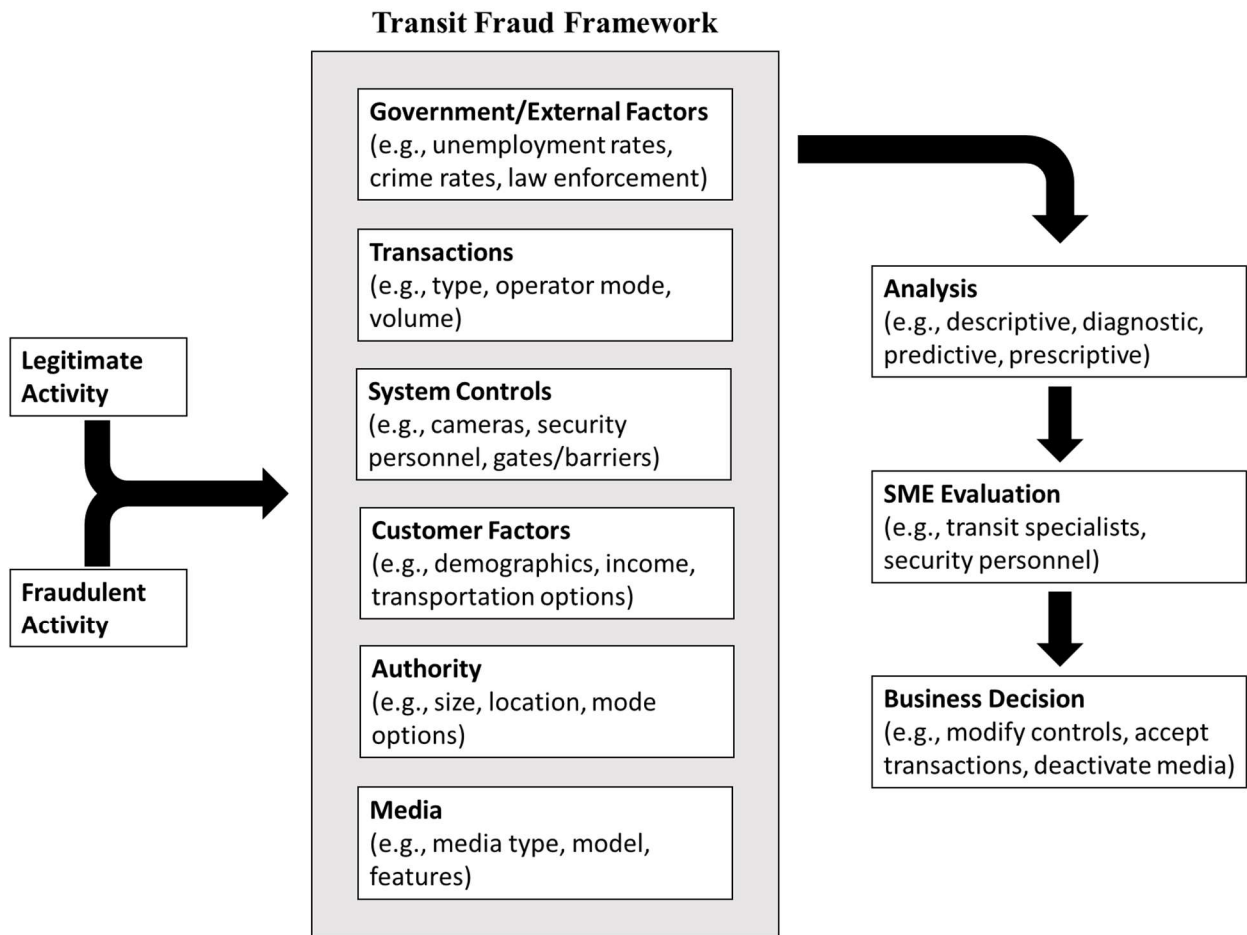 Transit Fraud Framework
Legitimate
Activity
Fraudulent
Activity
Government/External Factors
(e.g., unemployment rates,
crime rates, law enforcement)
Transactions
(e.g., type, operator mode,
volume)
System Controls
(e.g., cameras, security
personnel, gates/barriers)
Customer Factors
(e.g., demographics, income,
transportation options)
Authority
(e.g., size, location, mode
options)
Media
(e.g., media type, model,
features)
Analysis
(e.g., descriptive, diagnostic,
predictive, prescriptive)
SME Evaluation
(e.g., transit specialists,
security personnel)
Business Decision
(e.g., modify controls, accept
transactions, deactivate media)